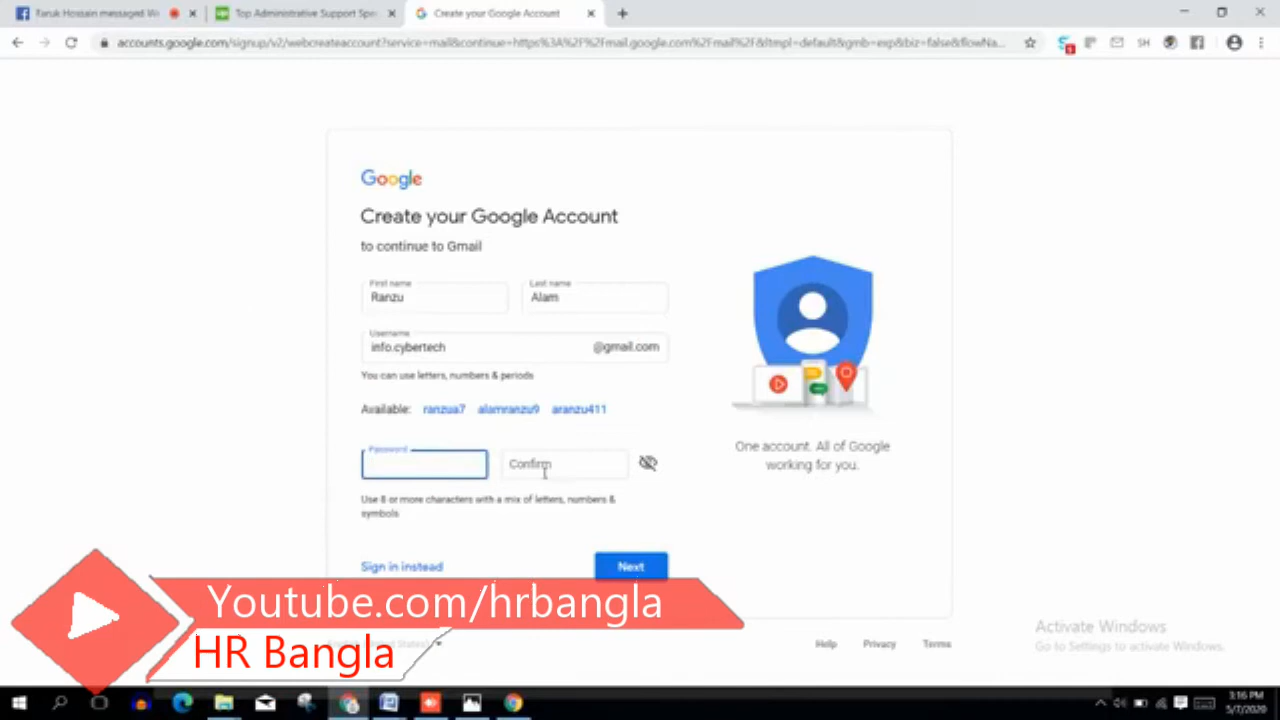 Faruk Hossain messaged
Top Administrative Support Spe
Create your Google Account
accounts.google.com/signup/v2/webcreateaccount?service=mail&continue=https%3A%2F%2Fmail.google.com%2Fmail%2F&ltmpl=default&gmb=exp&biz=false&flowNa...
SH
Google
Create your Google Account
to continue to Gmail
First name
Last name
Ranzu
Alam
Username
info.cybertech @gmail.com
You can use letters, numbers & periods
Available: ranzua7 alamranzu9 aranzu411
Password
Confirm
Use 8 or more characters with a mix of letters, numbers &
symbols
One account. All of Google
working for you.
Sign in instead
Next
Youtube.com/hrbangla
HR Bangla
Help Privacy Terms
Activate Windows
Go to Settings to activate Windows.
3:16 PM
5/7/2020